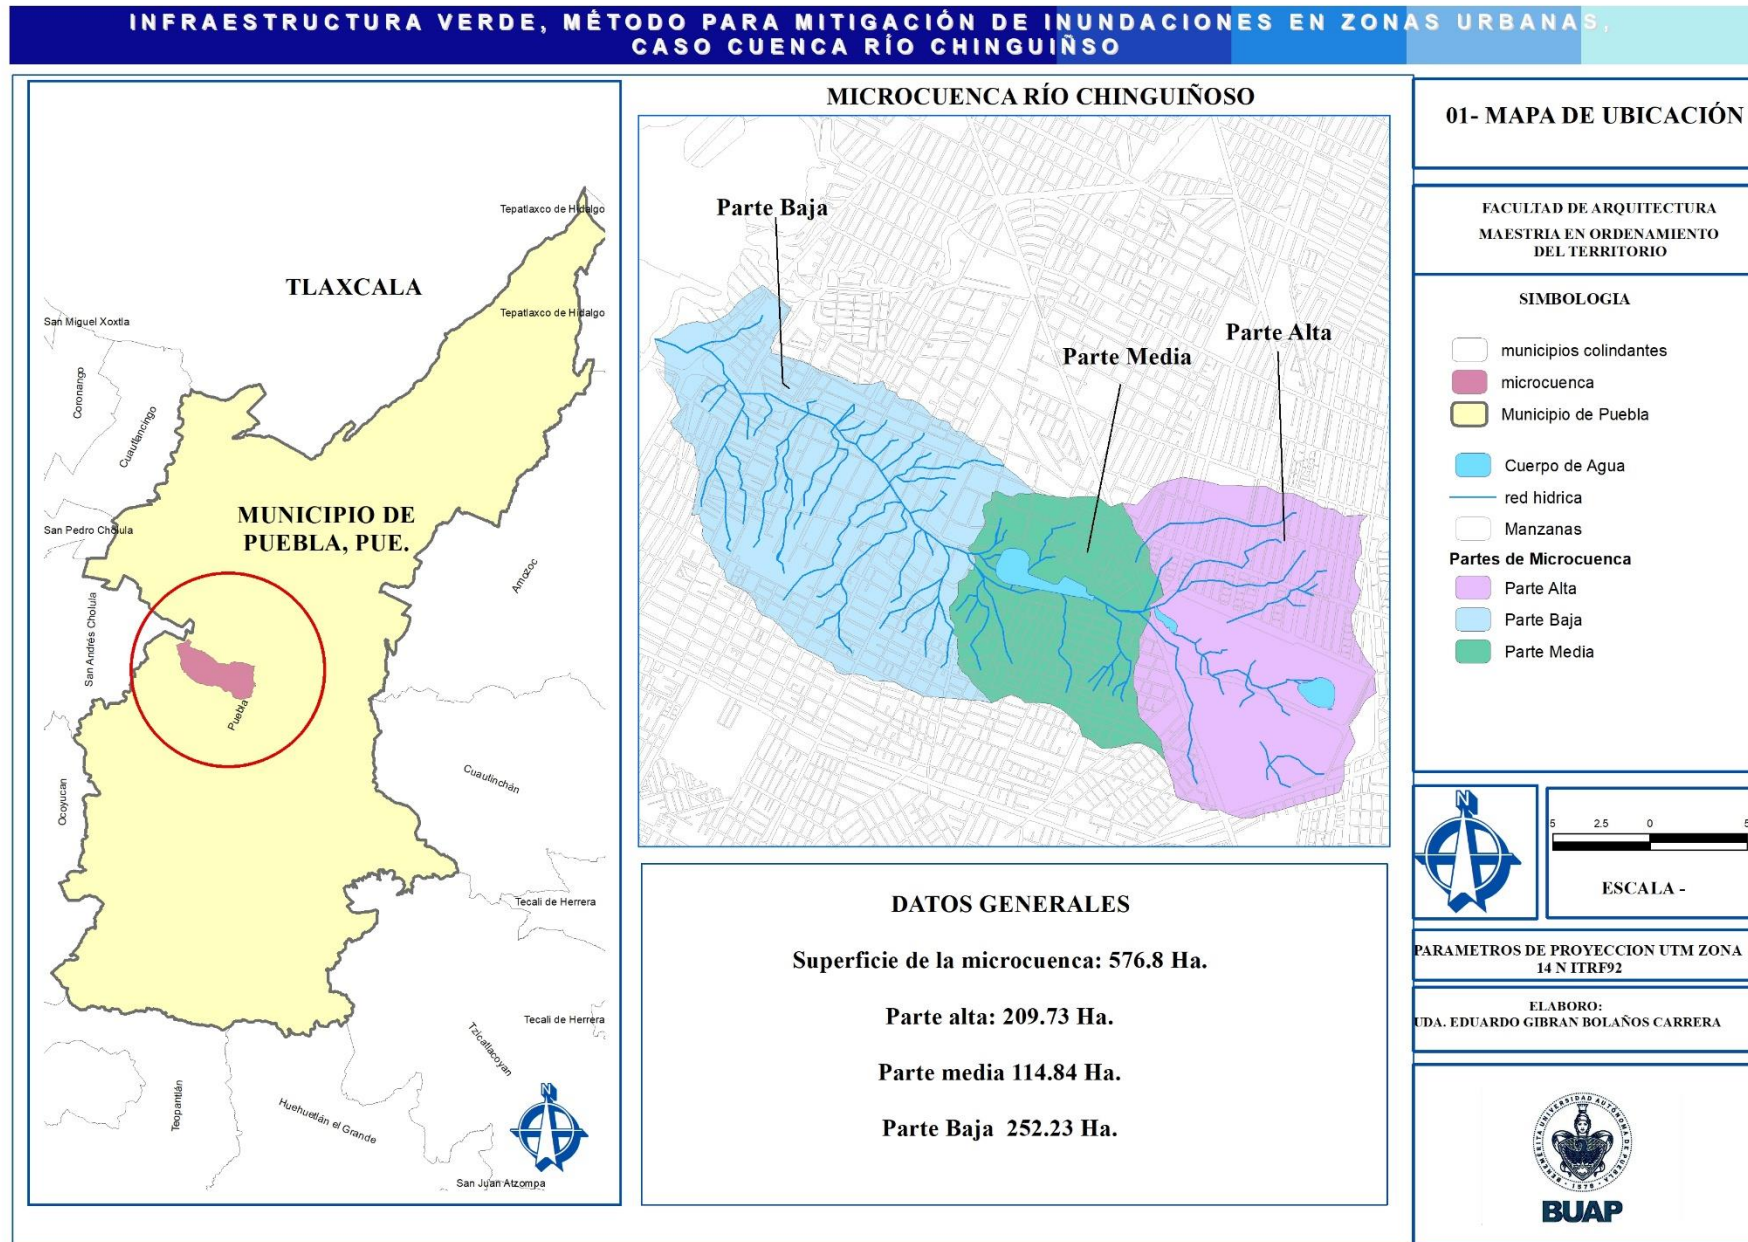 INFRAESTRUCTURA VERDE, MÉTODO PARA MITIGACIÓN DE INUNDACIONES EN ZONAS URBANAS,
CASO CUENCA RÍO CHINGUIÑSO
TLAXCALA
MUNICIPIO DE
PUEBLA, PUE.
Tepatlaxco de Hidalgo
Tepatlaxco de Hidalgo
San Miguel Xoxtla
Coronango
Cuautlancingo
San Pedro Cholula
San Andrés Cholula
Amozoc
Puebla
Cuautinchán
Ocoyucan
Tecali de Herrera
Tecali de Herrera
Tzicatlacoyan
Teopantlán
Huehuetlán el Grande
San Juan Atzompa
N
MICROCUENCA RÍO CHINGUIÑOSO
Parte Baja
Parte Media
Parte Alta
DATOS GENERALES
Superficie de la microcuenca: 576.8 Ha.
Parte alta: 209.73 Ha.
Parte media 114.84 Ha.
Parte Baja 252.23 Ha.
01- MAPA DE UBICACIÓN
FACULTAD DE ARQUITECTURA
MAESTRIA EN ORDENAMIENTO
DEL TERRITORIO
SIMBOLOGIA
municipios colindantes
microcuenca
Municipio de Puebla
Cuerpo de Agua
red hidrica
Manzanas
Partes de Microcuenca
Parte Alta
Parte Baja
Parte Media
N
5 2.5 0 5
ESCALA -
PARAMETROS DE PROYECCION UTM ZONA
14 N ITRF92
ELABORO:
UDA. EDUARDO GIBRAN BOLAÑOS CARRERA
BENEMÉRITA UNIVERSIDAD AUTÓNOMA DE PUEBLA
1578
BUAP